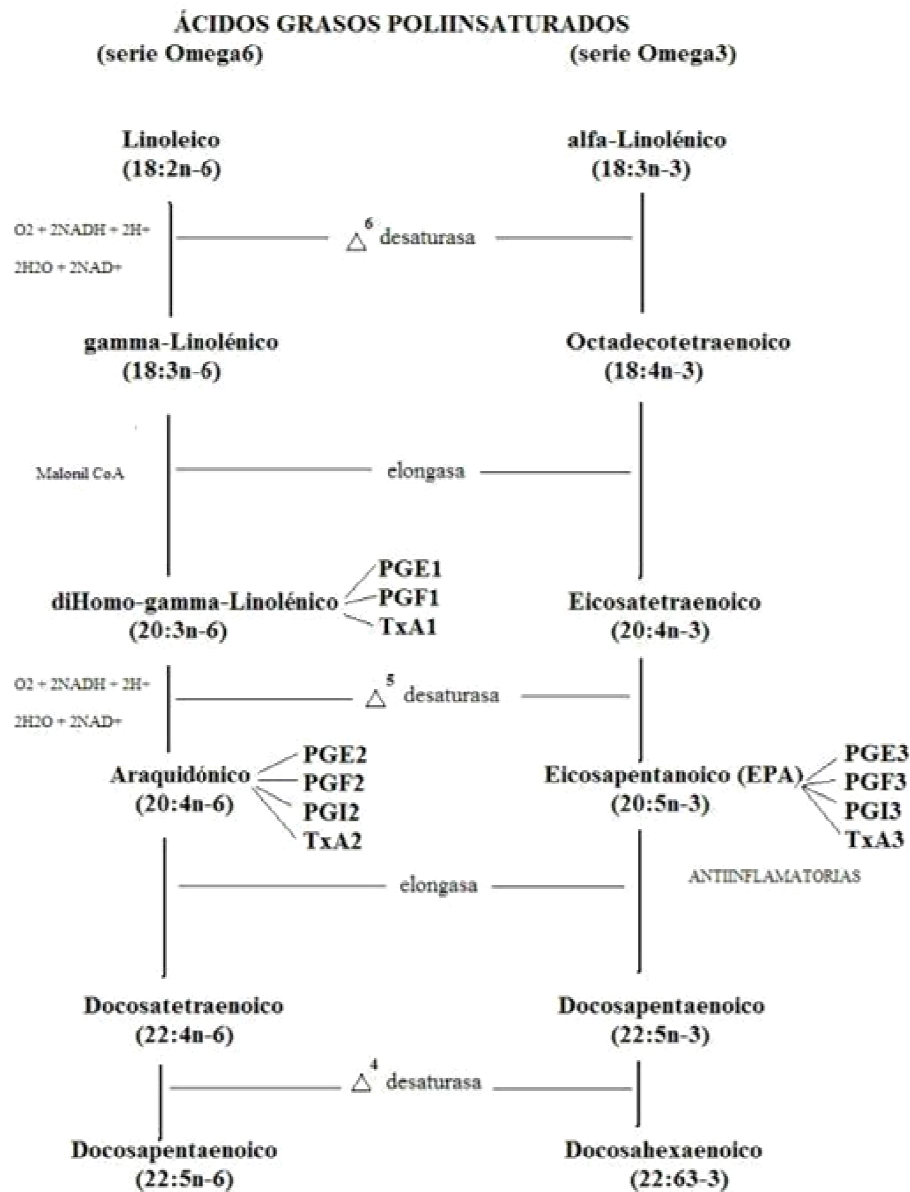 ÁCIDOS GRASOS POLIINSATURADOS
(serie Omega6) (serie Omega3)
Linoleico alfa-Linolénico
(18:2n-6) (18:3n-3)
O2 + 2NADH + 2H+
△6 desaturasa
2H2O + 2NAD+
gamma-Linolénico Octadecotetraenoico
(18:3n-6) (18:4n-3)
Malonil CoA elongasa
PGE1
diHomo-gamma-Linolénico PGF1 Eicosatetraenoico
(20:3n-6) TxA1 (20:4n-3)
O2 + 2NADH + 2H+
△5 desaturasa
2H2O + 2NAD+
PGE2 PGE3
Araquidónico PGF2 Eicosapentanoico (EPA) PGF3
(20:4n-6) PGI2 (20:5n-3) PGI3
TxA2 TxA3
elongasa ANTIINFLAMATORIAS
Docosatetraenoico Docosapentaenoico
(22:4n-6) (22:5n-3)
△4 desaturasa
Docosapentaenoico Docosahexaenoico
(22:5n-6) (22:63-3)